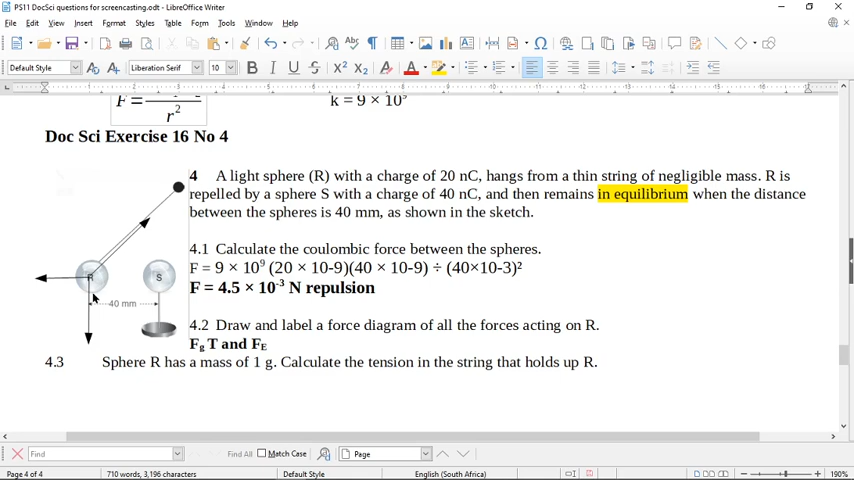 PS11 DocSci questions for screencasting.odt - LibreOffice Writer
File Edit View Insert Format Styles Table Form Tools Window Help
Default Style Liberation Serif 10
F= r²
k = 9 × 10⁹
Doc Sci Exercise 16 No 4
4 A light sphere (R) with a charge of 20 nC, hangs from a thin string of negligible mass. R is
repelled by a sphere S with a charge of 40 nC, and then remains in equilibrium when the distance
between the spheres is 40 mm, as shown in the sketch.
4.1 Calculate the coulombic force between the spheres.
F = 9 × 10⁹ (20 × 10-9)(40 × 10-9) ÷ (40×10-3)²
F = 4.5 × 10⁻³ N repulsion
R S
40 mm
4.2 Draw and label a force diagram of all the forces acting on R.
Fg T and FE
4.3 Sphere R has a mass of 1 g. Calculate the tension in the string that holds up R.
Find Find All Match Case Page
Page 4 of 4 710 words, 3,196 characters Default Style English (South Africa) 190%